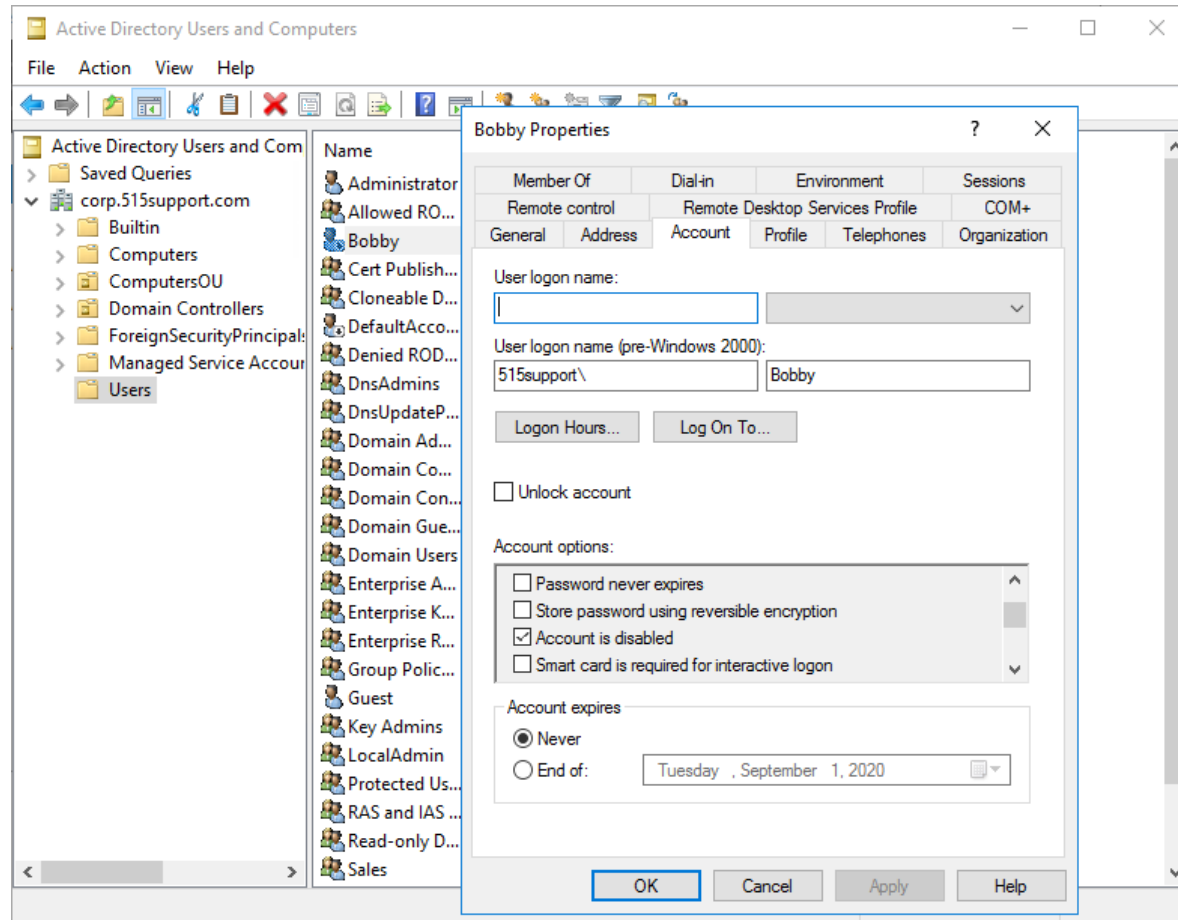 Active Directory Users and Computers
File Action View Help
Active Directory Users and Com
Saved Queries
corp.515support.com
Builtin
Computers
ComputersOU
Domain Controllers
ForeignSecurityPrincipals
Managed Service Accour
Users
Name
Administrator
Allowed RO...
Bobby
Cert Publish...
Cloneable D...
DefaultAcco...
Denied ROD...
DnsAdmins
DnsUpdateP...
Domain Ad...
Domain Co...
Domain Con...
Domain Gue...
Domain Users
Enterprise A...
Enterprise K...
Enterprise R...
Group Polic...
Guest
Key Admins
LocalAdmin
Protected Us...
RAS and IAS ...
Read-only D...
Sales
Bobby Properties
Member Of Dial-in Environment Sessions
Remote control Remote Desktop Services Profile COM+
General Address Account Profile Telephones Organization
User logon name:
User logon name (pre-Windows 2000):
515support\ Bobby
Logon Hours... Log On To...
Unlock account
Account options:
Password never expires
Store password using reversible encryption
Account is disabled
Smart card is required for interactive logon
Account expires
Never
End of: Tuesday , September 1, 2020
OK Cancel Apply Help